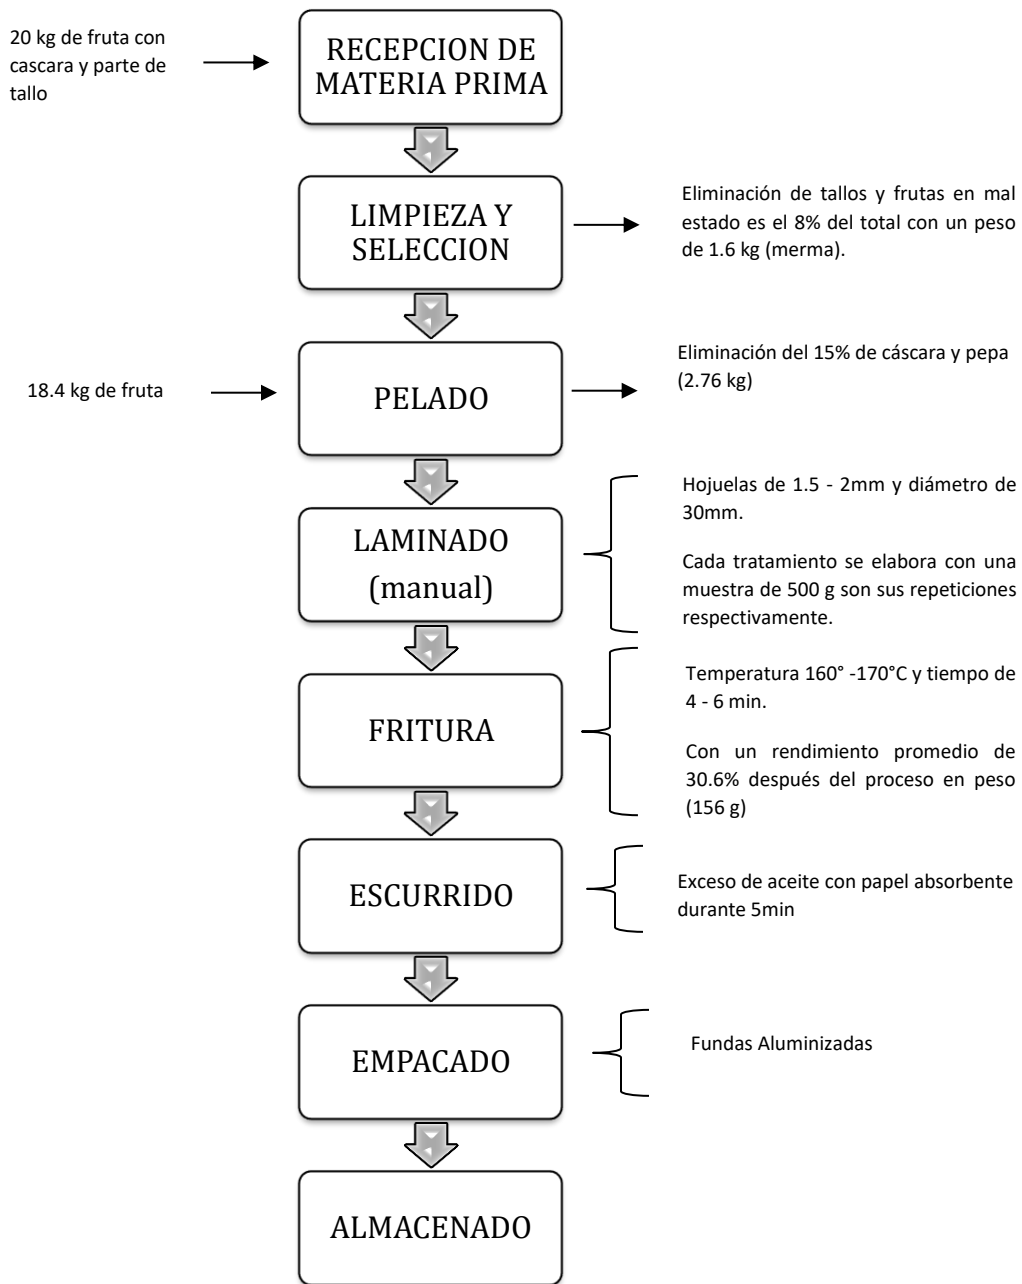 20 kg de fruta con
cascara y parte de
tallo
RECEPCION DE
MATERIA PRIMA
LIMPIEZA Y
SELECCION
Eliminación de tallos y frutas en mal
estado es el 8% del total con un peso
de 1.6 kg (merma).
18.4 kg de fruta
PELADO
Eliminación del 15% de cáscara y pepa
(2.76 kg)
LAMINADO
(manual)
Hojuelas de 1.5 - 2mm y diámetro de
30mm.
Cada tratamiento se elabora con una
muestra de 500 g son sus repeticiones
respectivamente.
FRITURA
Temperatura 160° -170°C y tiempo de
4 - 6 min.
Con un rendimiento promedio de
30.6% después del proceso en peso
(156 g)
ESCURRIDO
Exceso de aceite con papel absorbente
durante 5min
EMPACADO
Fundas Aluminizadas
ALMACENADO